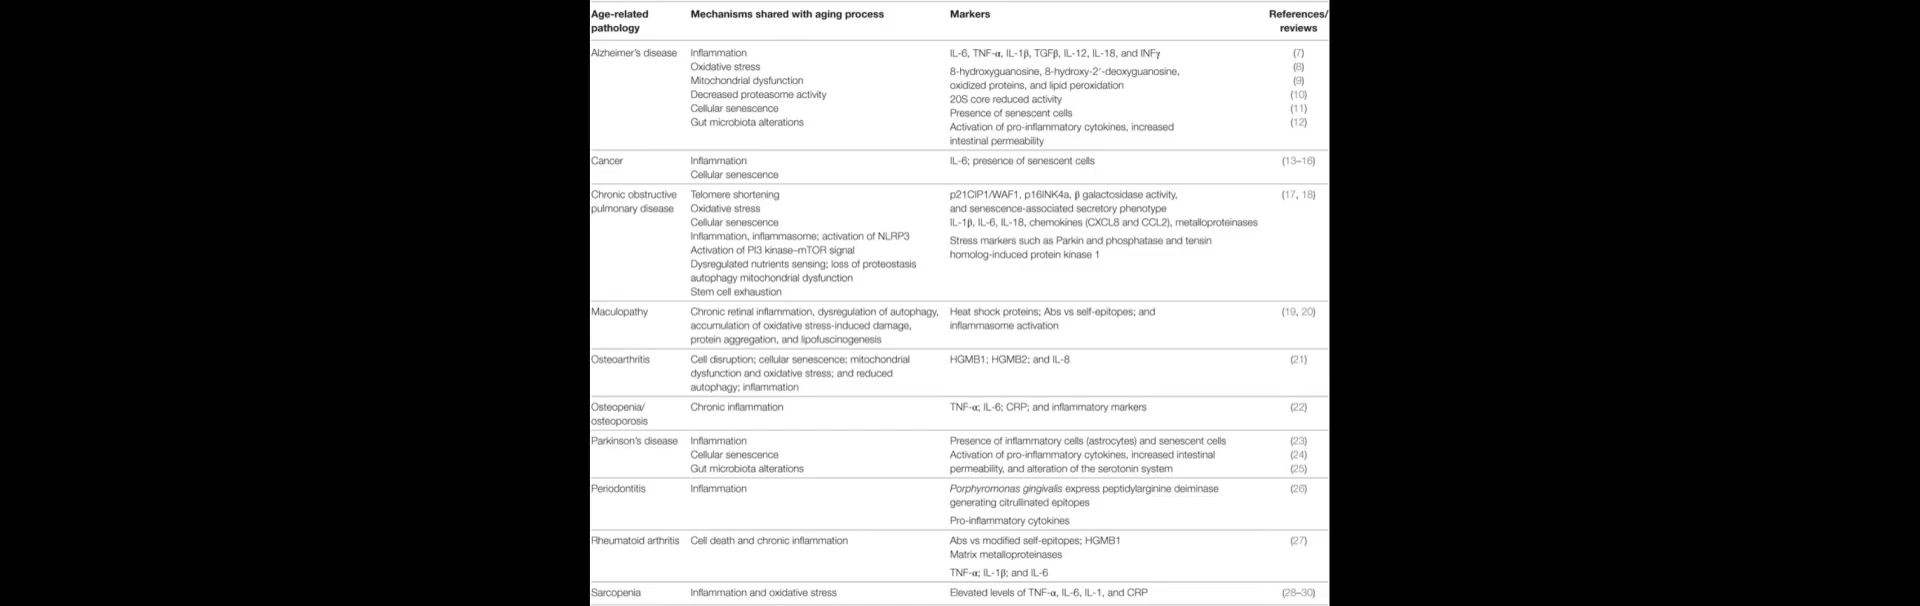 Age-related pathology Mechanisms shared with aging process Markers References/ reviews
Alzheimer's disease Inflammation IL-6, TNF-α, IL-1β, TGFβ, IL-12, IL-18, and INFγ (7)
Oxidative stress 8-hydroxyguanosine, 8-hydroxy-2′-deoxyguanosine, (8)
Mitochondrial dysfunction oxidized proteins, and lipid peroxidation (9)
Decreased proteasome activity 20S core reduced activity (10)
Cellular senescence Presence of senescent cells (11)
Gut microbiota alterations Activation of pro-inflammatory cytokines, increased (12)
intestinal permeability
Cancer Inflammation IL-6; presence of senescent cells (13–16)
Cellular senescence
Chronic obstructive Telomere shortening p21CIP1/WAF1, p16INK4a, β galactosidase activity, (17, 18)
pulmonary disease Oxidative stress and senescence-associated secretory phenotype
Cellular senescence IL-1β, IL-6, IL-18, chemokines (CXCL8 and CCL2), metalloproteinases
Inflammation, inflammasome; activation of NLRP3 Stress markers such as Parkin and phosphatase and tensin
Activation of PI3 kinase–mTOR signal homolog-induced protein kinase 1
Dysregulated nutrients sensing; loss of proteostasis
autophagy mitochondrial dysfunction
Stem cell exhaustion
Maculopathy Chronic retinal inflammation, dysregulation of autophagy, Heat shock proteins; Abs vs self-epitopes; and (19, 20)
accumulation of oxidative stress-induced damage, inflammasome activation
protein aggregation, and lipofuscinogenesis
Osteoarthritis Cell disruption; cellular senescence; mitochondrial HGMB1; HGMB2; and IL-8 (21)
dysfunction and oxidative stress; and reduced
autophagy; inflammation
Osteopenia/ Chronic inflammation TNF-α; IL-6; CRP; and inflammatory markers (22)
osteoporosis
Parkinson's disease Inflammation Presence of inflammatory cells (astrocytes) and senescent cells (23)
Cellular senescence Activation of pro-inflammatory cytokines, increased intestinal (24)
Gut microbiota alterations permeability, and alteration of the serotonin system (25)
Periodontitis Inflammation Porphyromonas gingivalis express peptidylarginine deiminase (26)
generating citrullinated epitopes
Pro-inflammatory cytokines
Rheumatoid arthritis Cell death and chronic inflammation Abs vs modified self-epitopes; HGMB1 (27)
Matrix metalloproteinases
TNF-α; IL-1β; and IL-6
Sarcopenia Inflammation and oxidative stress Elevated levels of TNF-α, IL-6, IL-1, and CRP (28–30)